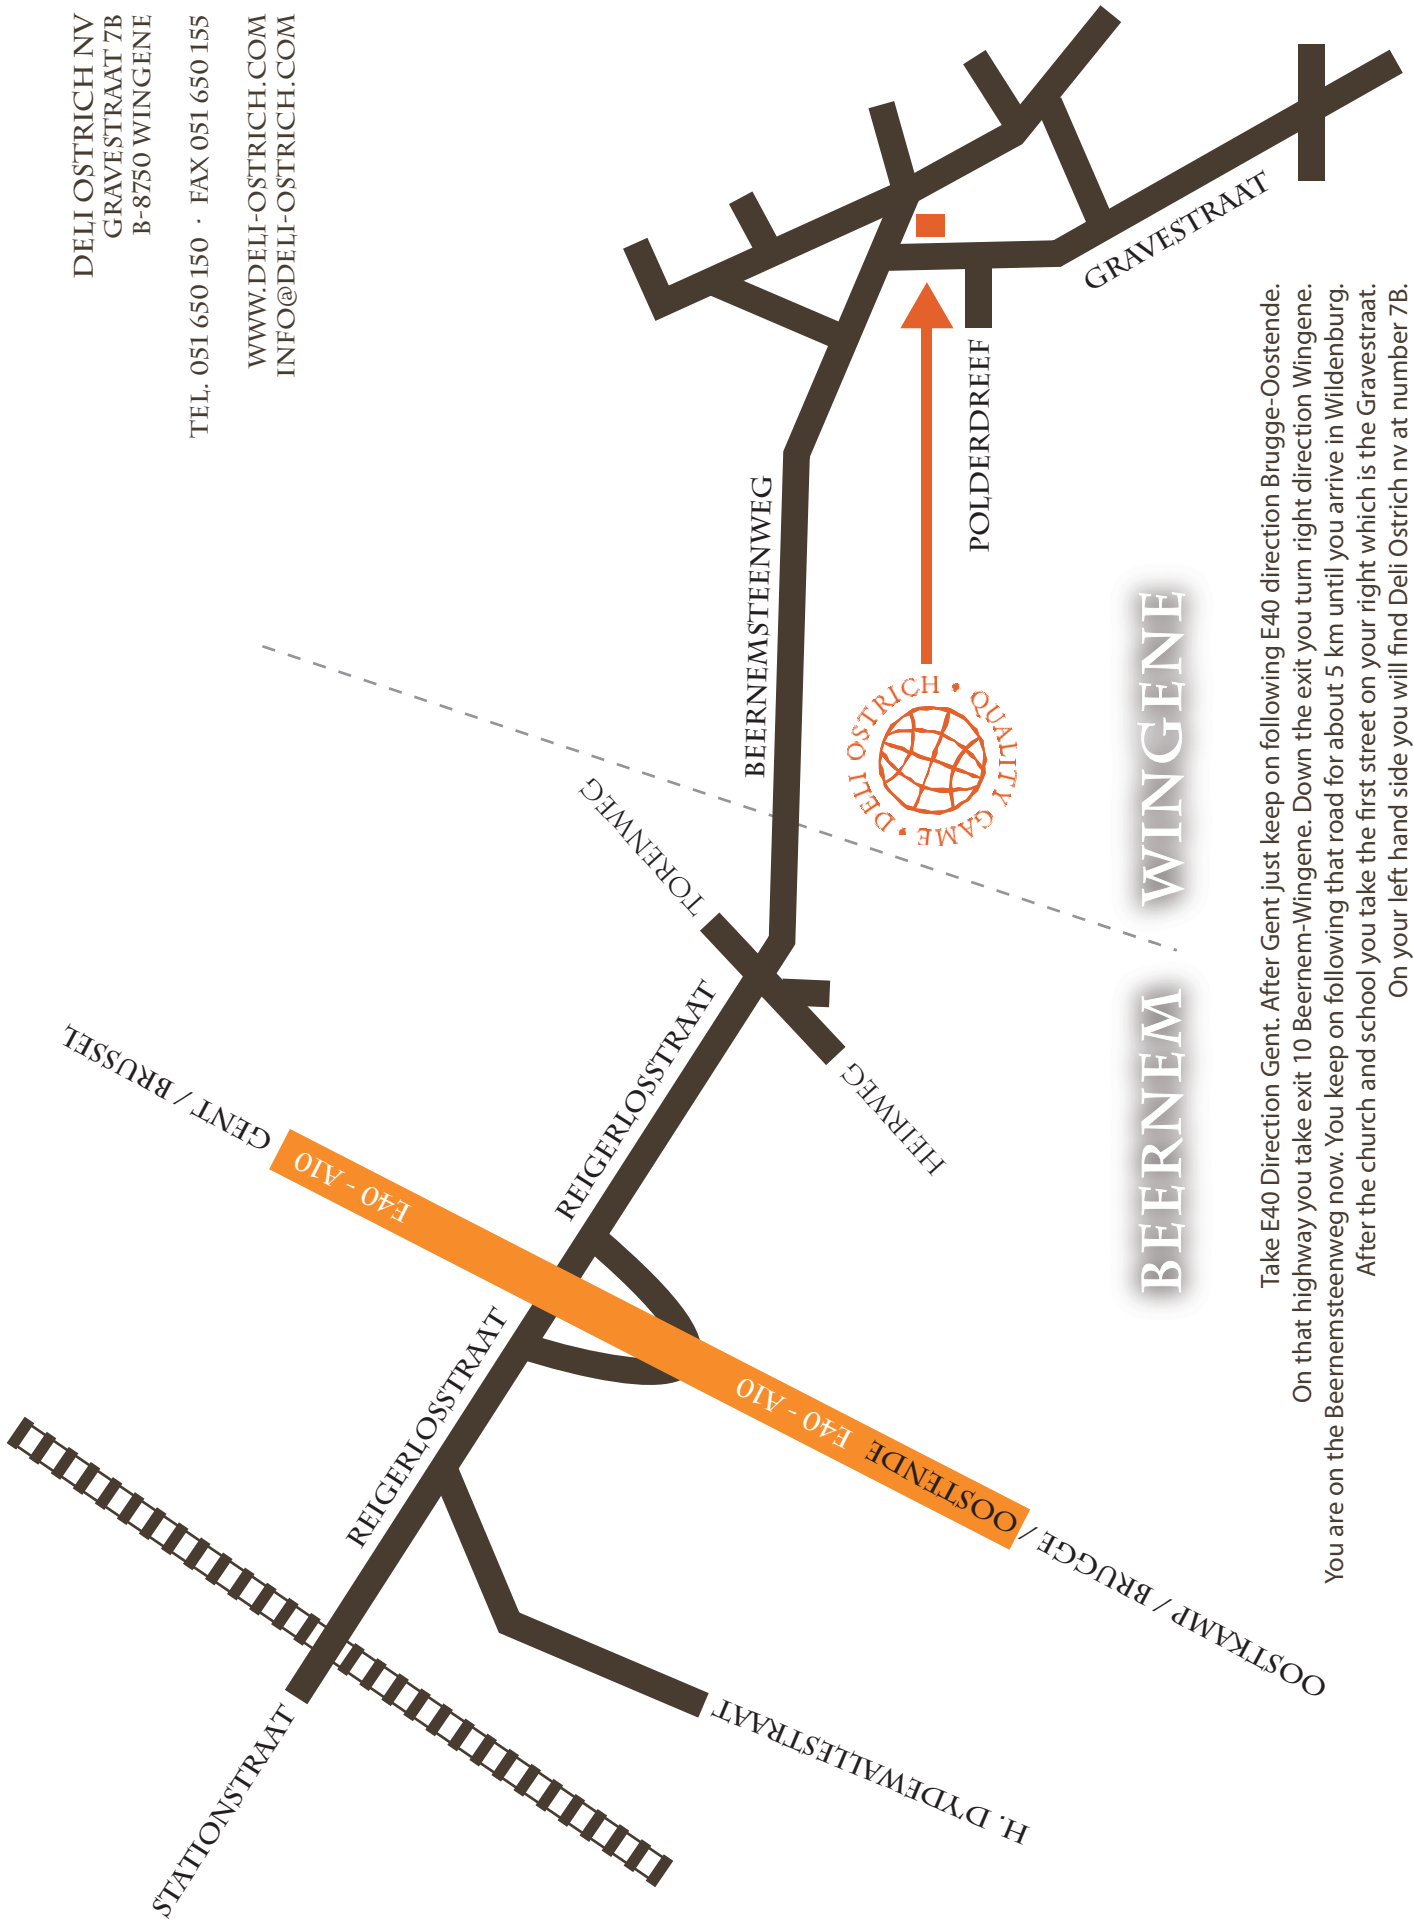 DELI OSTRICH NV
GRAVESTRAAT 7B
B-8750 WINGENE
TEL. 051 650 150 · FAX 051 650 155
WWW.DELI-OSTRICH.COM
INFO@DELI-OSTRICH.COM
STATIONSTRAAT
REIGERLOSSTRAAT
REIGERLOSSTRAAT
GENT / BRUSSEL
E40 - A10
E40 - A10
OOSTKAMP / BRUGGE / OOSTENDE
H. D'YDEWALLESTRAAT
TORENWEG
HEIRWEG
BEERNEMSTEENWEG
POLDERDREEF
GRAVESTRAAT
DELI OSTRICH • QUALITY GAME •
BEERNEM WINGENE
Take E40 Direction Gent. After Gent just keep on following E40 direction Brugge-Oostende.
On that highway you take exit 10 Beernem-Wingene. Down the exit you turn right direction Wingene.
You are on the Beernemsteenweg now. You keep on following that road for about 5 km until you arrive in Wildenburg.
After the church and school you take the first street on your right which is the Gravestraat.
On your left hand side you will find Deli Ostrich nv at number 7B.